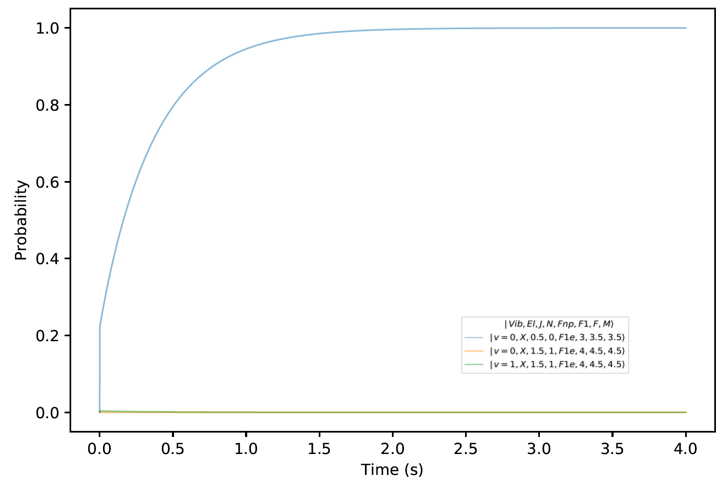 1.0
0.8
0.6
0.4
0.2
0.0
Probability
| Vib, El, J, N, Fnp, F1, F, M⟩
| v = 0, X, 0.5, 0, F1e, 3, 3.5, 3.5⟩
| v = 0, X, 1.5, 1, F1e, 4, 4.5, 4.5⟩
| v = 1, X, 1.5, 1, F1e, 4, 4.5, 4.5⟩
0.0 0.5 1.0 1.5 2.0 2.5 3.0 3.5 4.0
Time (s)